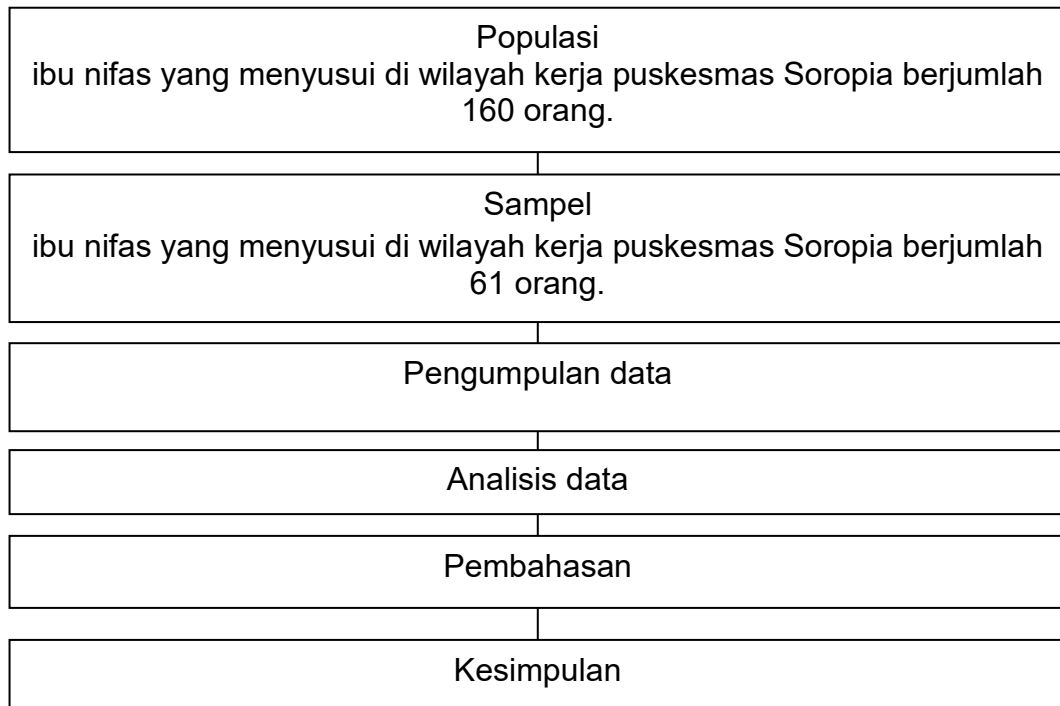 Populasi
ibu nifas yang menyusui di wilayah kerja puskesmas Soropia berjumlah
160 orang.
Sampel
ibu nifas yang menyusui di wilayah kerja puskesmas Soropia berjumlah
61 orang.
Pengumpulan data
Analisis data
Pembahasan
Kesimpulan